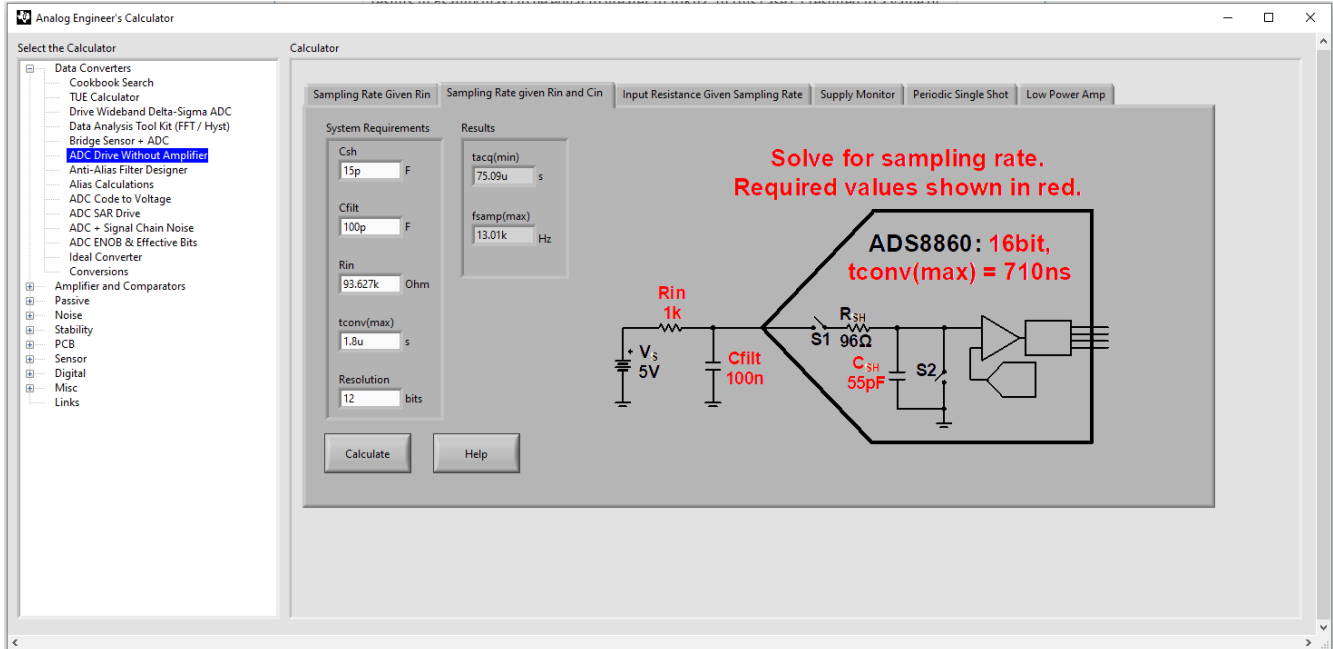 Analog Engineer's Calculator
Select the Calculator
Data Converters
Cookbook Search
TUE Calculator
Drive Wideband Delta-Sigma ADC
Data Analysis Tool Kit (FFT / Hyst)
Bridge Sensor + ADC
ADC Drive Without Amplifier
Anti-Alias Filter Designer
Alias Calculations
ADC Code to Voltage
ADC SAR Drive
ADC + Signal Chain Noise
ADC ENOB & Effective Bits
Ideal Converter
Conversions
Amplifier and Comparators
Passive
Noise
Stability
PCB
Sensor
Digital
Misc
Links
Calculator
Sampling Rate Given Rin
Sampling Rate given Rin and Cin
Input Resistance Given Sampling Rate
Supply Monitor
Periodic Single Shot
Low Power Amp
System Requirements
Csh
15p F
Cfilt
100p F
Rin
93.627k Ohm
tconv(max)
1.8u s
Resolution
12 bits
Results
tacq(min)
75.09u s
fsamp(max)
13.01k Hz
Calculate
Help
Solve for sampling rate.
Required values shown in red.
ADS8860: 16bit,
tconv(max) = 710ns
Rin
1k
VS
5V
Cfilt
100n
S1
RSH
96Ω
CSH
55pF
S2